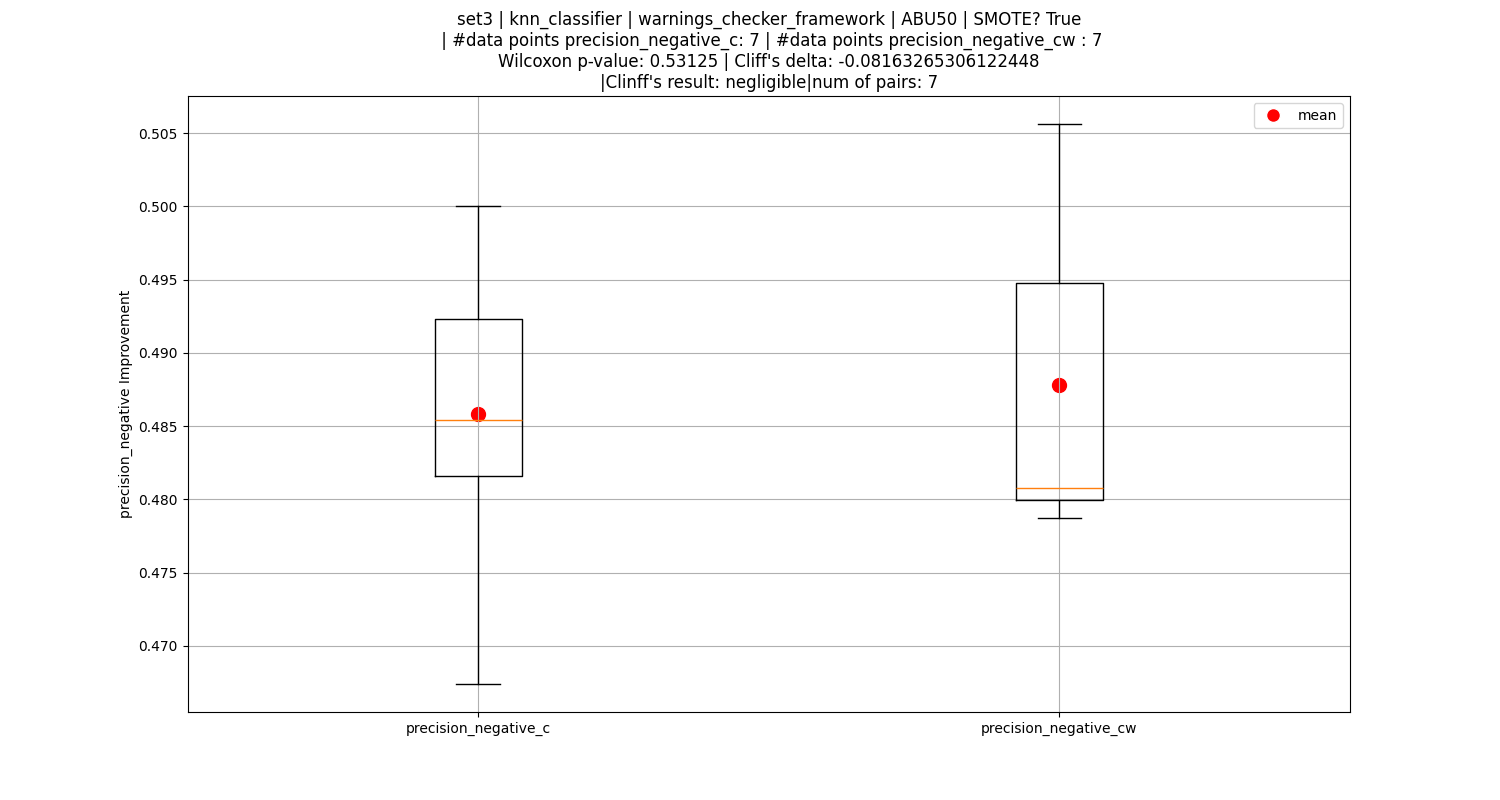 set3 | knn_classifier | warnings_checker_framework | ABU50 | SMOTE? True
| #data points precision_negative_c: 7 | #data points precision_negative_cw : 7
Wilcoxon p-value: 0.53125 | Cliff's delta: -0.08163265306122448
|Clinff's result: negligible|num of pairs: 7
mean
0.505
0.500
0.495
0.490
0.485
0.480
0.475
0.470
precision_negative Improvement
precision_negative_c
precision_negative_cw